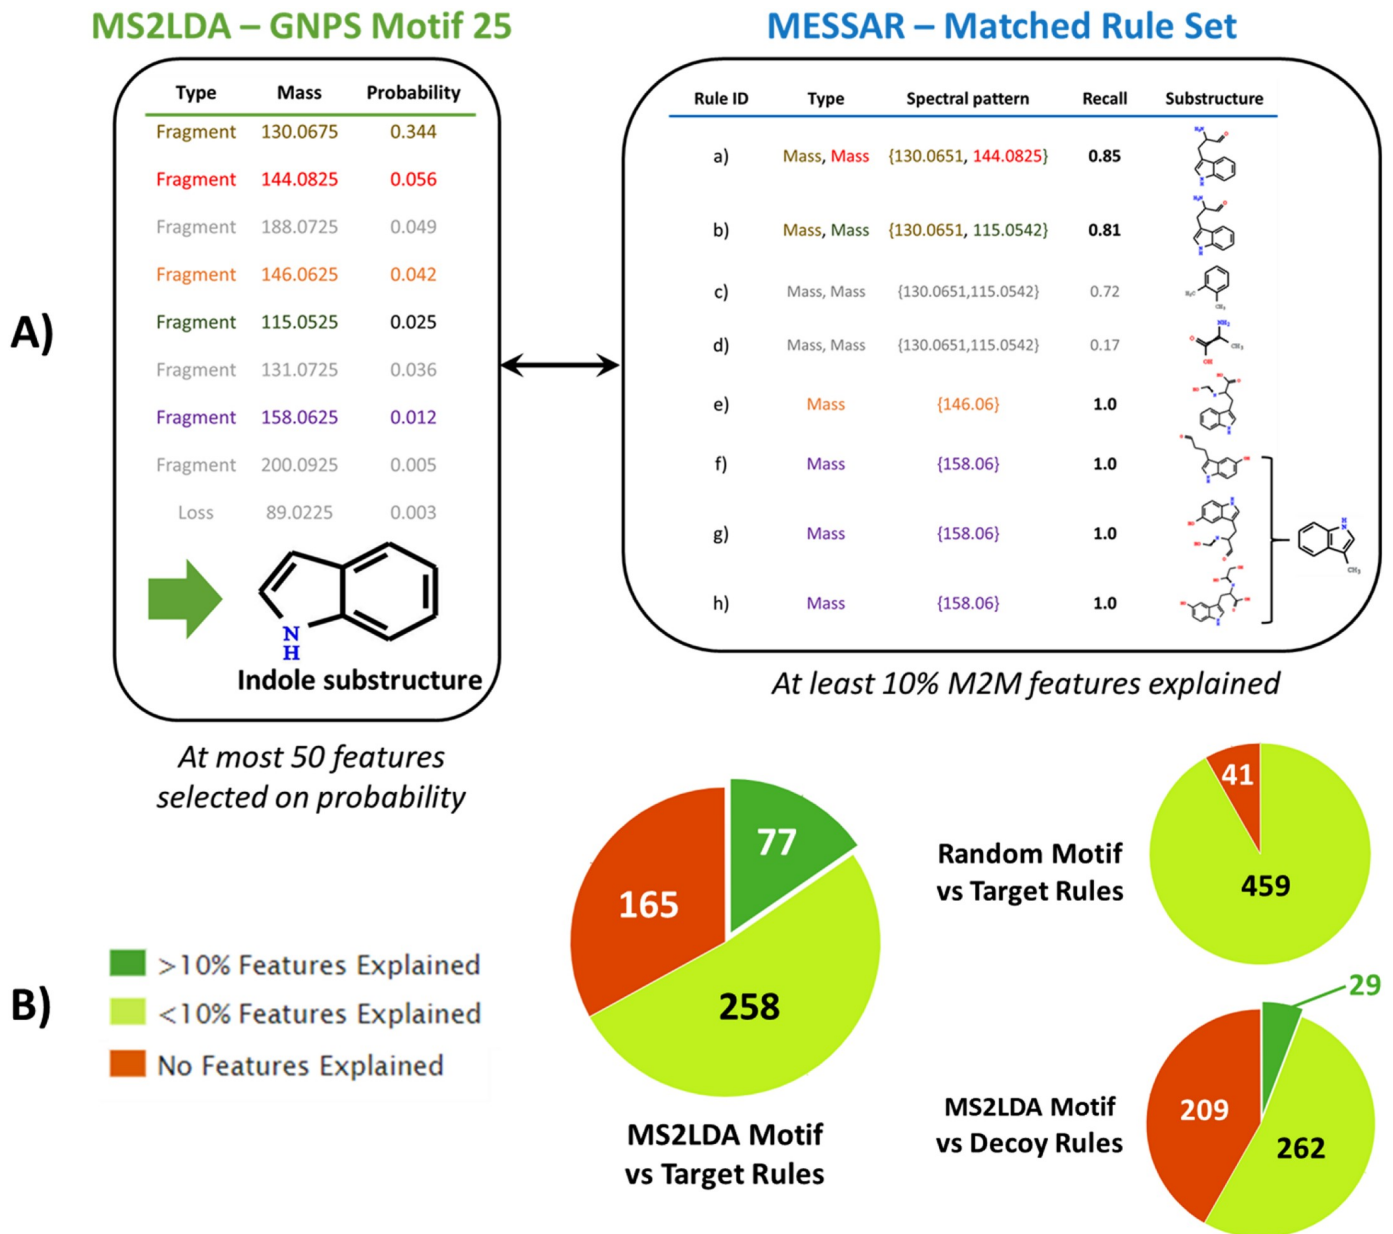 MS2LDA – GNPS Motif 25
MESSAR – Matched Rule Set
A)
Type Mass Probability
Fragment 130.0675 0.344
Fragment 144.0825 0.056
Fragment 188.0725 0.049
Fragment 146.0625 0.042
Fragment 115.0525 0.025
Fragment 131.0725 0.036
Fragment 158.0625 0.012
Fragment 200.0925 0.005
Loss 89.0225 0.003
N
H
Indole substructure
At most 50 features
selected on probability
Rule ID Type Spectral pattern Recall Substructure
a) Mass, Mass {130.0651, 144.0825} 0.85
b) Mass, Mass {130.0651, 115.0542} 0.81
c) Mass, Mass {130.0651,115.0542} 0.72
d) Mass, Mass {130.0651,115.0542} 0.17
e) Mass {146.06} 1.0
f) Mass {158.06} 1.0
g) Mass {158.06} 1.0
h) Mass {158.06} 1.0
At least 10% M2M features explained
B)
>10% Features Explained
<10% Features Explained
No Features Explained
77
165
258
MS2LDA Motif
vs Target Rules
41
459
Random Motif
vs Target Rules
29
209
262
MS2LDA Motif
vs Decoy Rules